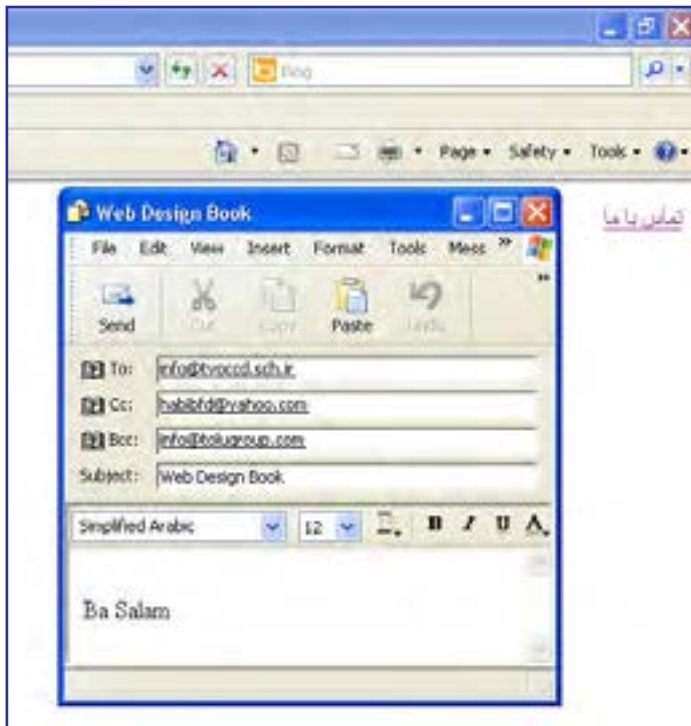 Bing
Page Safety Tools
تماس با ما
Web Design Book
File Edit View Insert Format Tools Mess »
Send Cut Copy Paste Undo »
To: info@tvoccd.sch.ir
Cc: habibfd@yahoo.com
Bcc: info@tolugroup.com
Subject: Web Design Book
Simplified Arabic 12 B I U A
Ba Salam